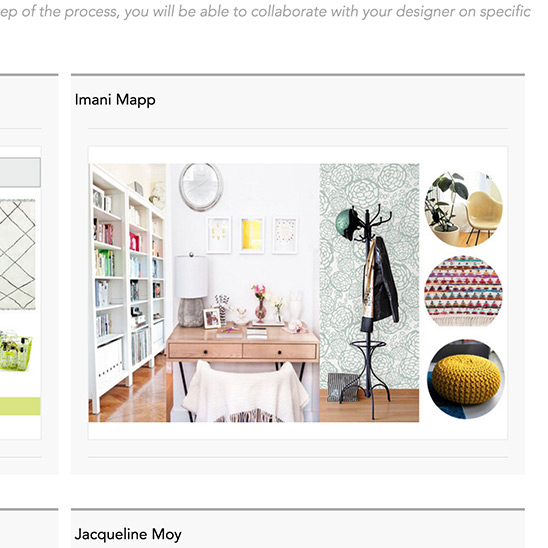 ep of the process, you will be able to collaborate with your designer on specific
Imani Mapp
Jacqueline Moy